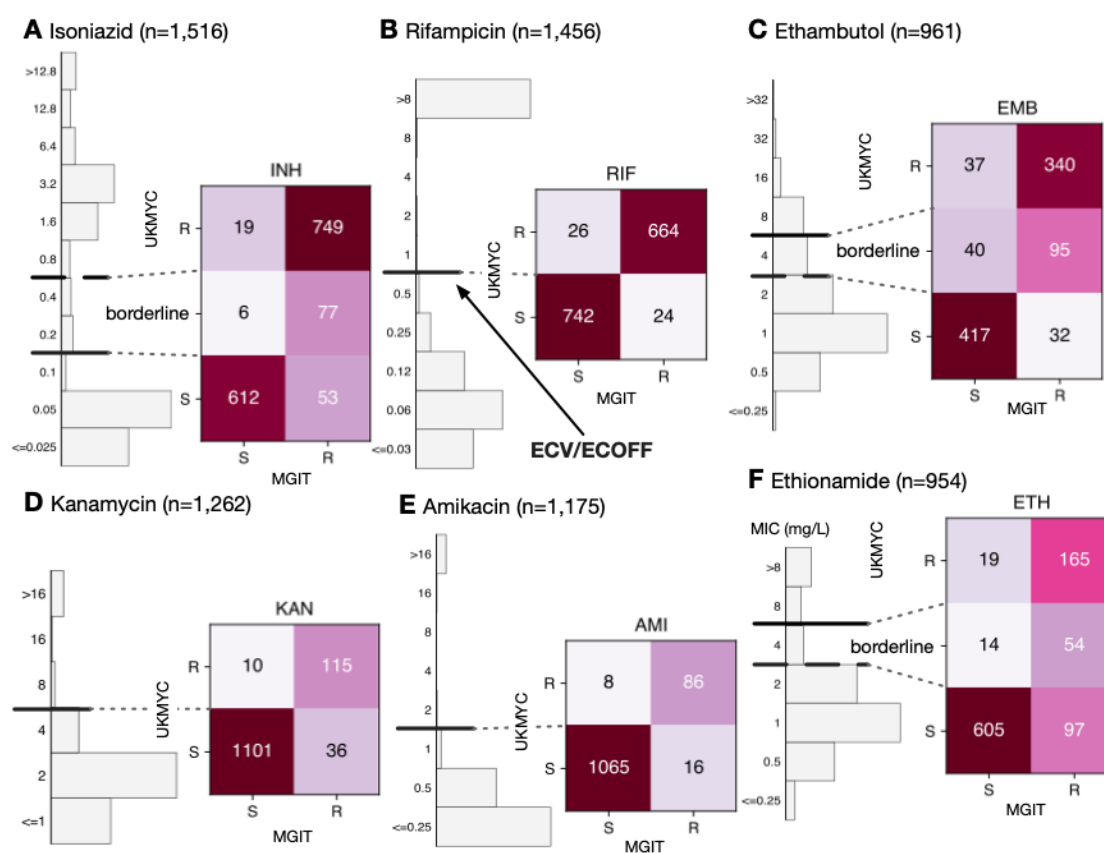 A Isoniazid (n=1,516)
>12.8
12.8
6.4
3.2
1.6
0.8
0.4
0.2
0.1
0.05
<=0.025
INH
UKMYC
R
borderline
S
19
749
6
77
612
53
S
R
MGIT
B Rifampicin (n=1,456)
>8
8
4
2
1
0.5
0.25
0.12
0.06
<=0.03
RIF
UKMYC
R
S
26
664
742
24
S
R
MGIT
ECV/ECOFF
C Ethambutol (n=961)
>32
32
16
8
4
2
1
0.5
<=0.25
EMB
UKMYC
R
borderline
S
37
340
40
95
417
32
S
R
MGIT
D Kanamycin (n=1,262)
>16
16
8
4
2
<=1
KAN
UKMYC
R
S
10
115
1101
36
S
R
MGIT
E Amikacin (n=1,175)
>16
16
8
4
2
1
0.5
<=0.25
AMI
UKMYC
R
S
8
86
1065
16
S
R
MGIT
F Ethionamide (n=954)
MIC (mg/L)
>8
8
4
2
1
0.5
<=0.25
ETH
UKMYC
R
borderline
S
19
165
14
54
605
97
S
R
MGIT